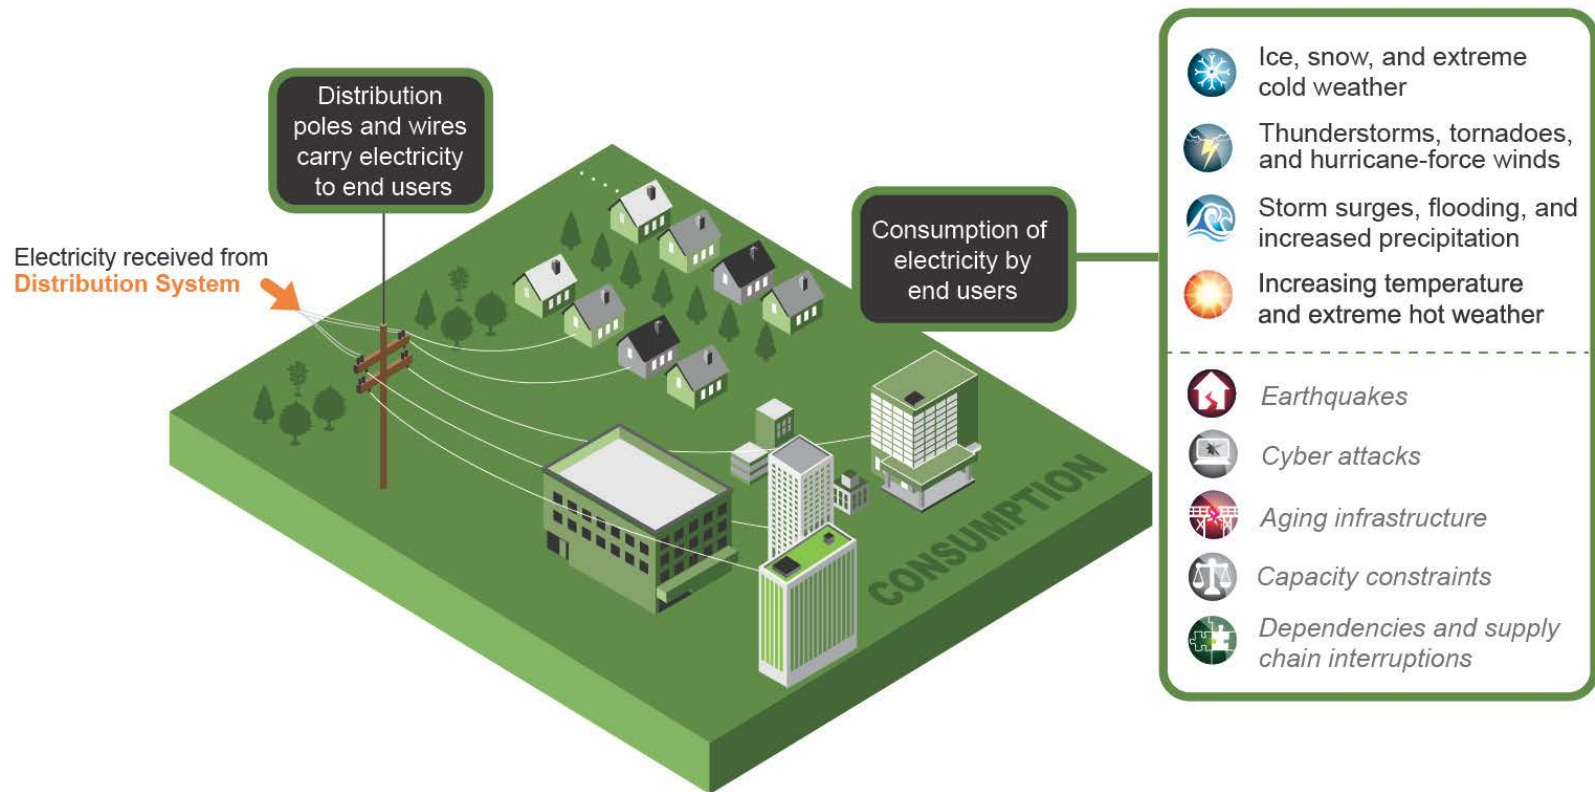 Distribution
poles and wires
carry electricity
to end users
Electricity received from
Distribution System
Consumption of
electricity by
end users
CONSUMPTION
Ice, snow, and extreme
cold weather
Thunderstorms, tornadoes,
and hurricane-force winds
Storm surges, flooding, and
increased precipitation
Increasing temperature
and extreme hot weather
Earthquakes
Cyber attacks
Aging infrastructure
Capacity constraints
Dependencies and supply
chain interruptions